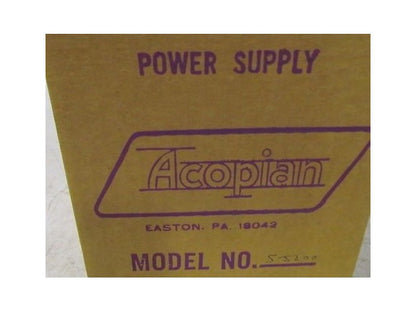 POWER SUPPLY
Acopian
EASTON, PA. 18042
MODEL NO.